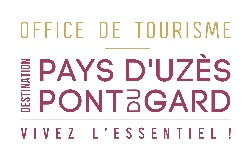 OFFICE DE TOURISME
DESTINATION
PAYS D'UZÈS
PONT DU GARD
VIVEZ L'ESSENTIEL !